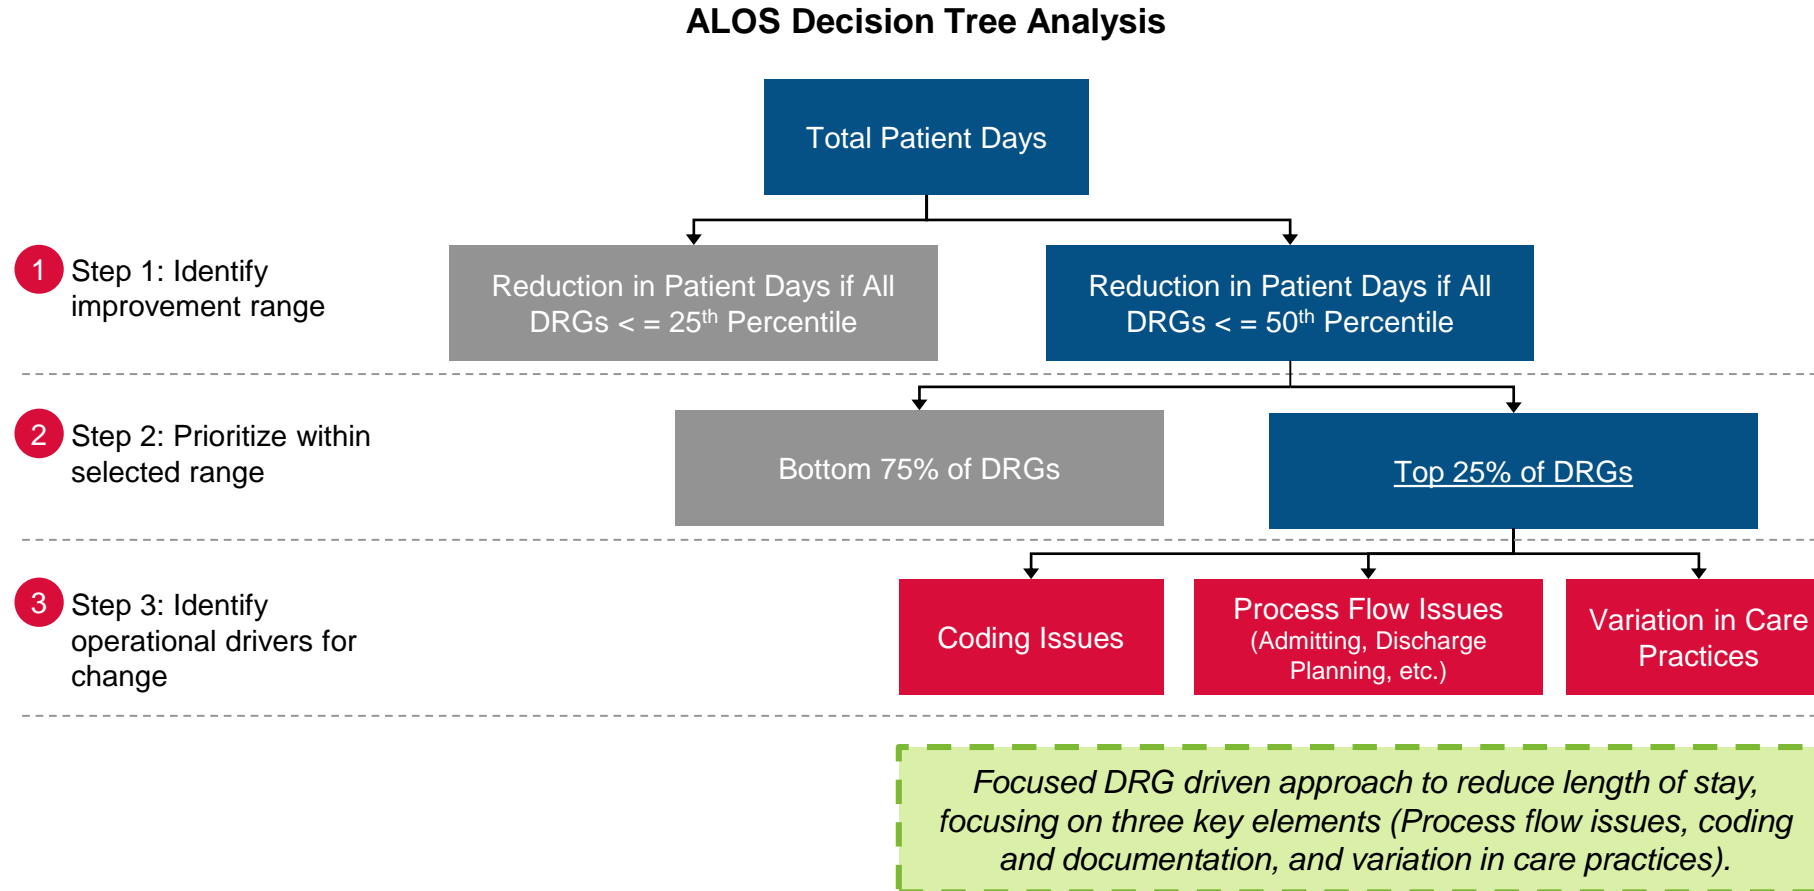 ALOS Decision Tree Analysis
Total Patient Days
1
Step 1: Identify
improvement range
Reduction in Patient Days if All
DRGs < = 25th Percentile
Reduction in Patient Days if All
DRGs < = 50th Percentile
2
Step 2: Prioritize within
selected range
Bottom 75% of DRGs
Top 25% of DRGs
3
Step 3: Identify
operational drivers for
change
Coding Issues
Process Flow Issues
(Admitting, Discharge
Planning, etc.)
Variation in Care
Practices
Focused DRG driven approach to reduce length of stay,
focusing on three key elements (Process flow issues, coding
and documentation, and variation in care practices).